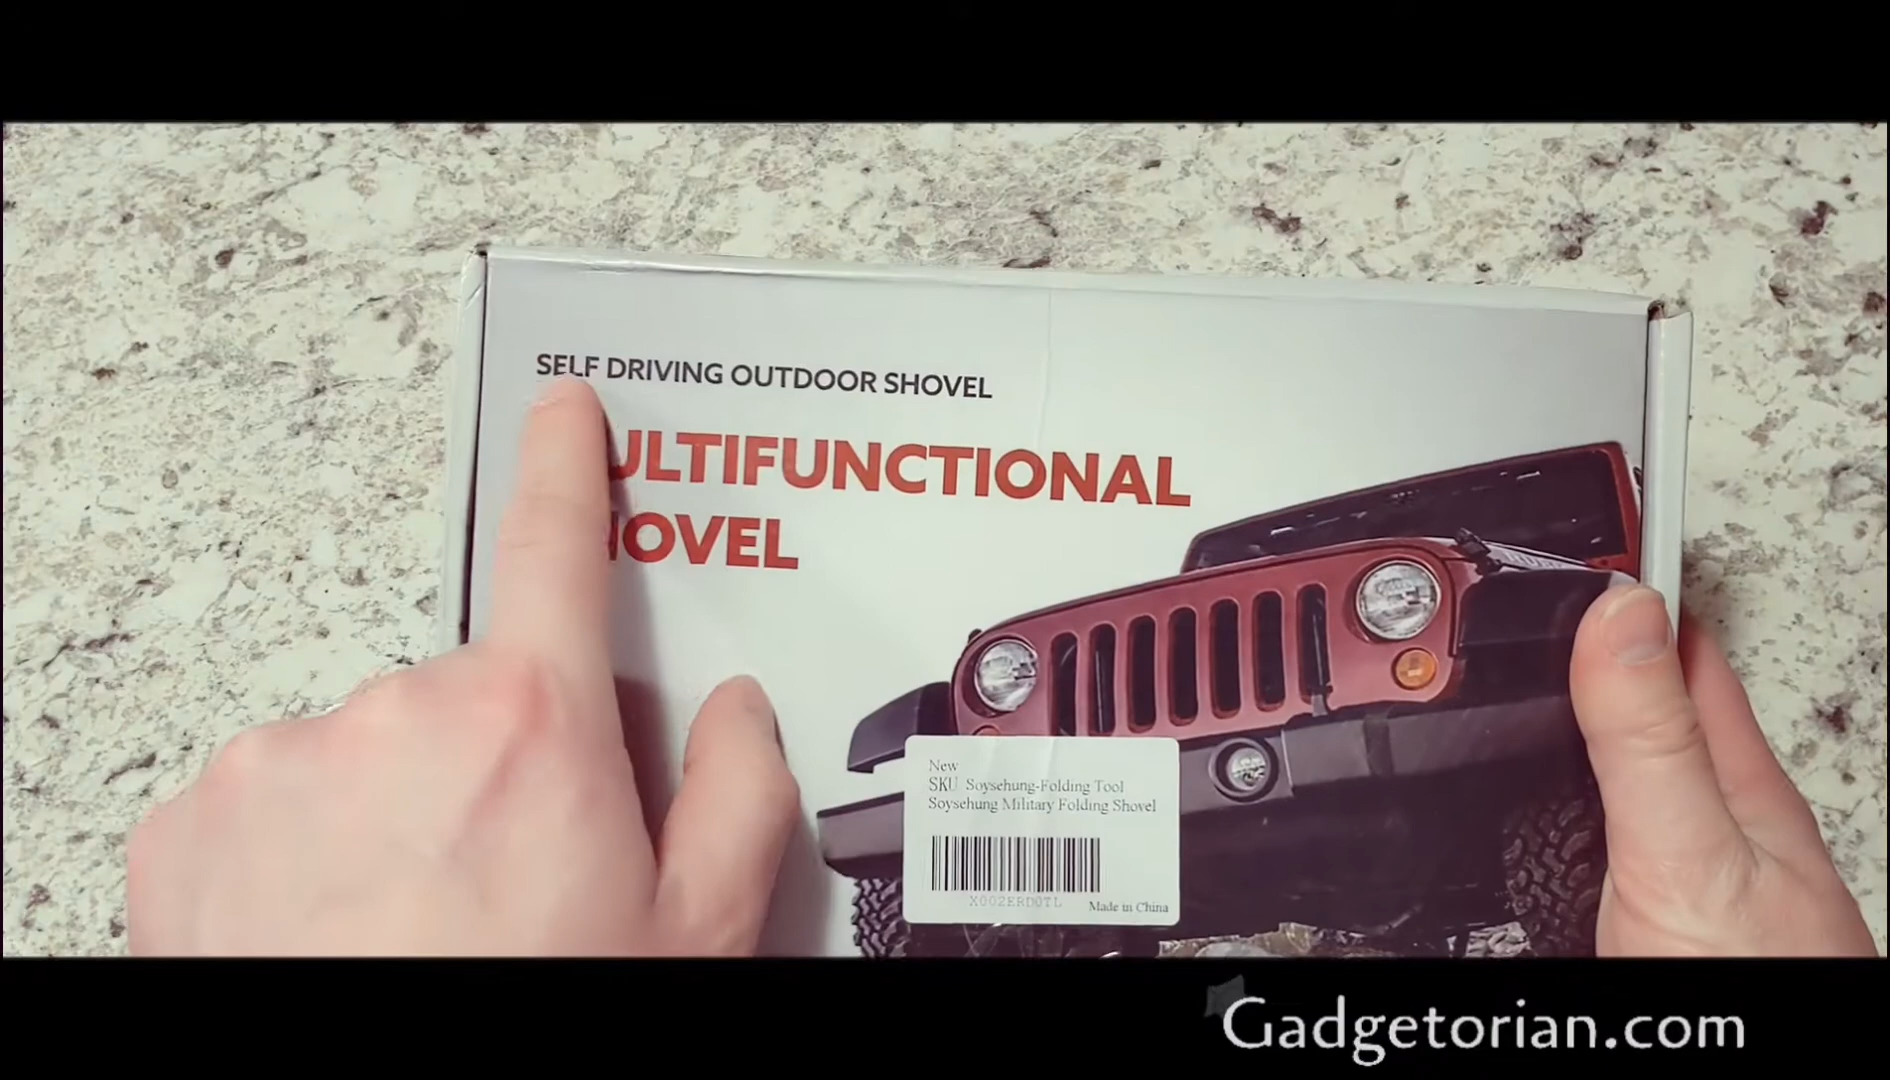 SELF DRIVING OUTDOOR SHOVEL
ULTIFUNCTIONAL
HOVEL
New
SKU Soysehung-Folding Tool
Soysehung Military Folding Shovel
X002ERD0TL
Made in China
Gadgetorian.com